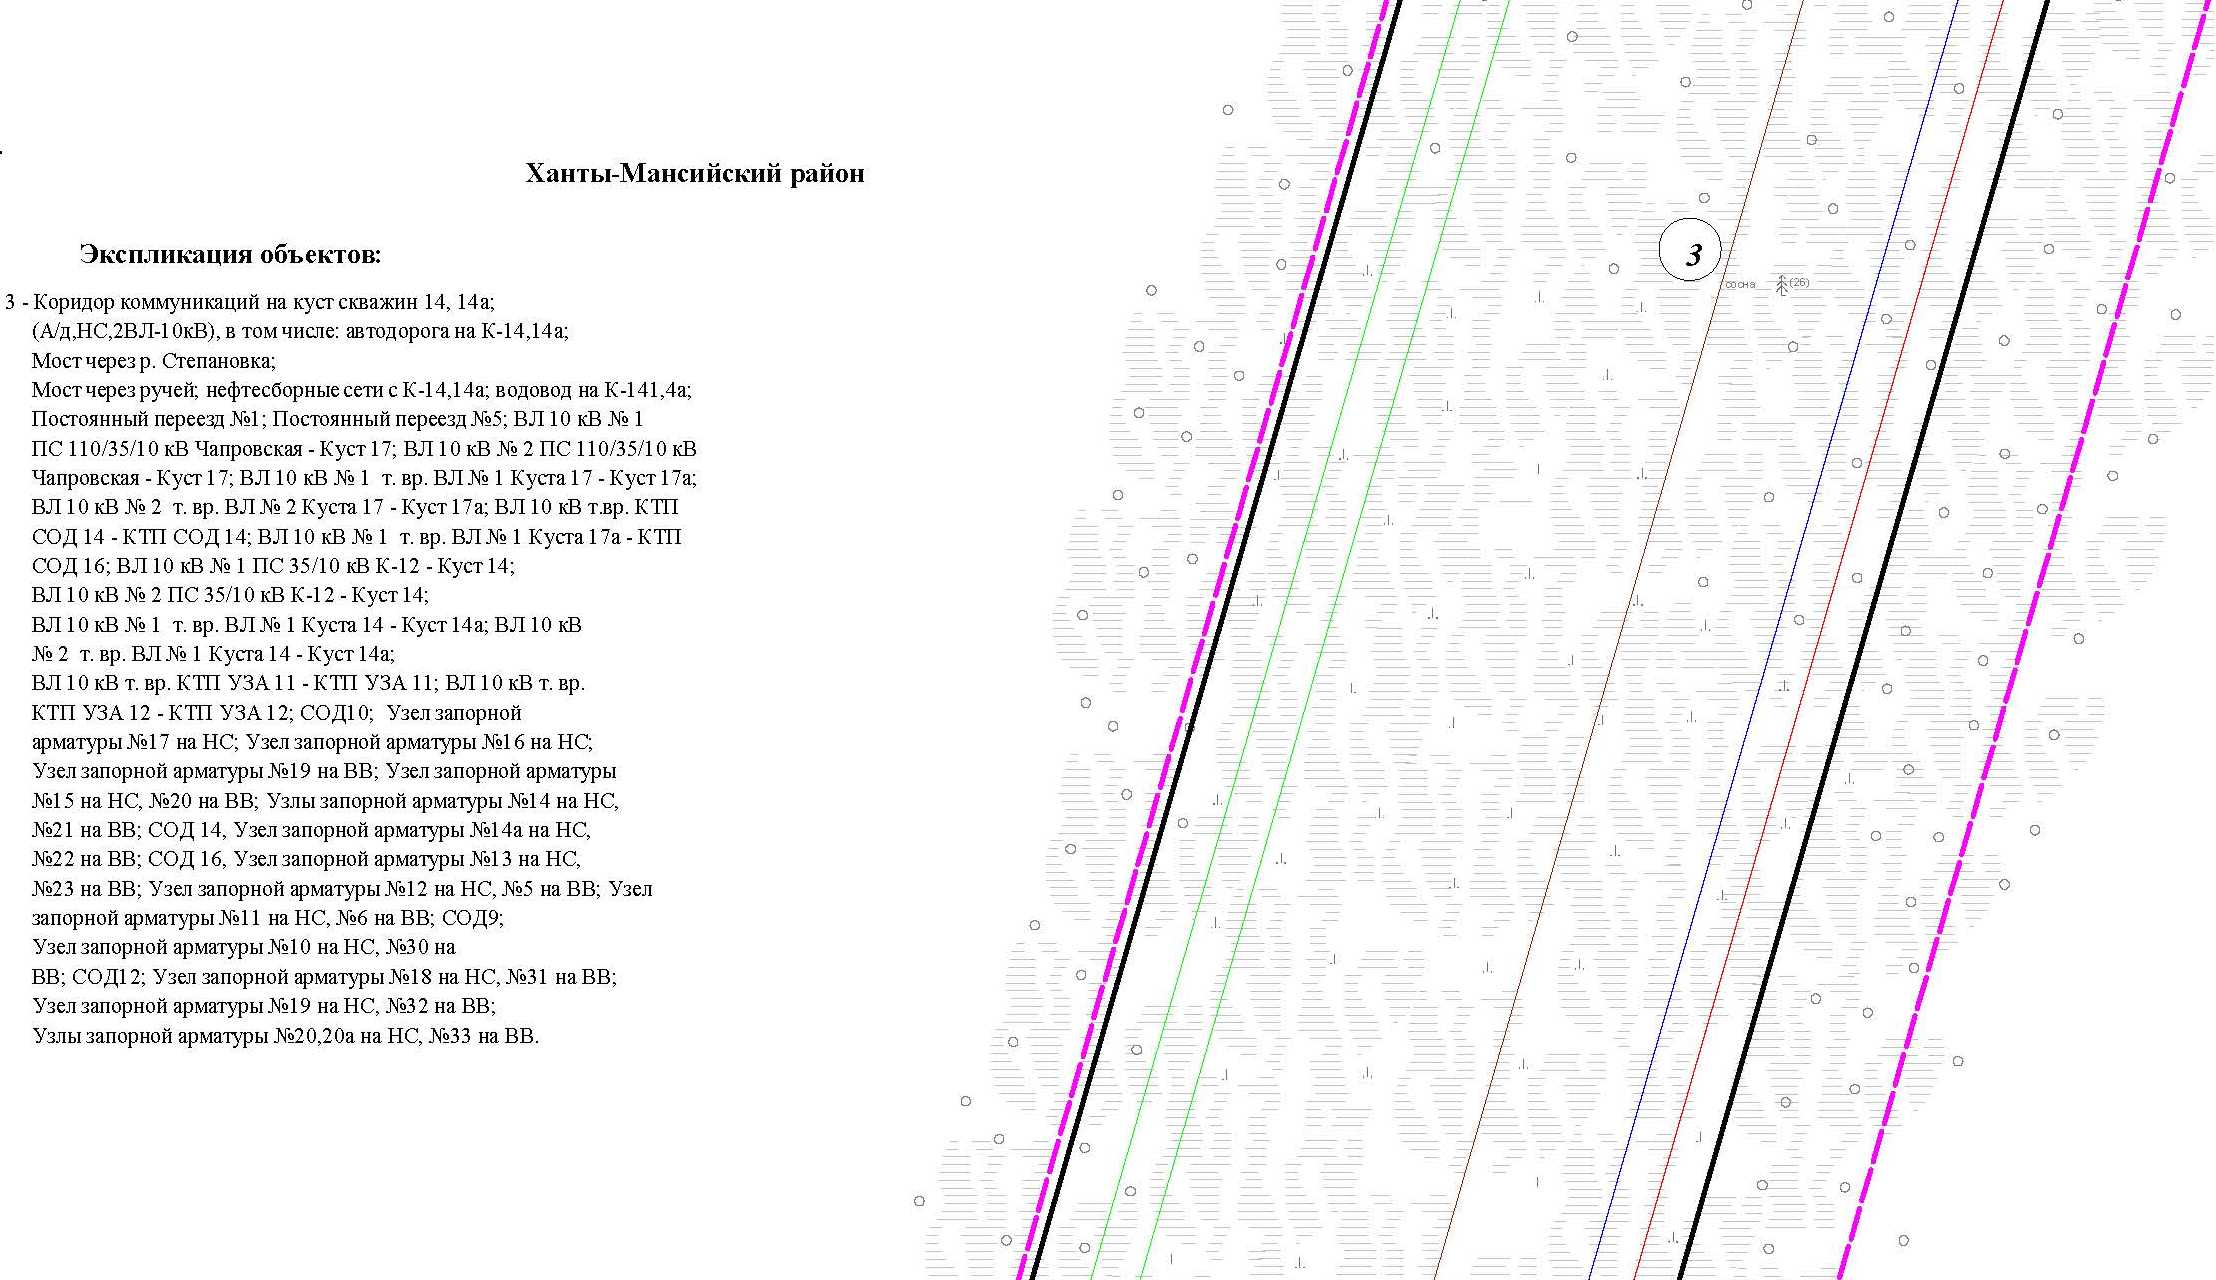 Ханты-Мансийский район
Экспликация объектов:
3 - Коридор коммуникаций на куст скважин 14, 14а;
(А/д,НС,2ВЛ-10кВ), в том числе: автодорога на К-14,14а;
Мост через р. Степановка;
Мост через ручей; нефтесборные сети с К-14,14а; водовод на К-141,4а;
Постоянный переезд №1; Постоянный переезд №5; ВЛ 10 кВ № 1
ПС 110/35/10 кВ Чапровская - Куст 17; ВЛ 10 кВ № 2 ПС 110/35/10 кВ
Чапровская - Куст 17; ВЛ 10 кВ № 1 т. вр. ВЛ № 1 Куста 17 - Куст 17а;
ВЛ 10 кВ № 2 т. вр. ВЛ № 2 Куста 17 - Куст 17а; ВЛ 10 кВ т.вр. КТП
СОД 14 - КТП СОД 14; ВЛ 10 кВ № 1 т. вр. ВЛ № 1 Куста 17а - КТП
СОД 16; ВЛ 10 кВ № 1 ПС 35/10 кВ К-12 - Куст 14;
ВЛ 10 кВ № 2 ПС 35/10 кВ К-12 - Куст 14;
ВЛ 10 кВ № 1 т. вр. ВЛ № 1 Куста 14 - Куст 14а; ВЛ 10 кВ
№ 2 т. вр. ВЛ № 1 Куста 14 - Куст 14а;
ВЛ 10 кВ т. вр. КТП УЗА 11 - КТП УЗА 11; ВЛ 10 кВ т. вр.
КТП УЗА 12 - КТП УЗА 12; СОД10; Узел запорной
арматуры №17 на НС; Узел запорной арматуры №16 на НС;
Узел запорной арматуры №19 на ВВ; Узел запорной арматуры
№15 на НС, №20 на ВВ; Узлы запорной арматуры №14 на НС,
№21 на ВВ; СОД 14, Узел запорной арматуры №14а на НС,
№22 на ВВ; СОД 16, Узел запорной арматуры №13 на НС,
№23 на ВВ; Узел запорной арматуры №12 на НС, №5 на ВВ; Узел
запорной арматуры №11 на НС, №6 на ВВ; СОД9;
Узел запорной арматуры №10 на НС, №30 на
ВВ; СОД12; Узел запорной арматуры №18 на НС, №31 на ВВ;
Узел запорной арматуры №19 на НС, №32 на ВВ;
Узлы запорной арматуры №20,20а на НС, №33 на ВВ.
3
сосна (26)